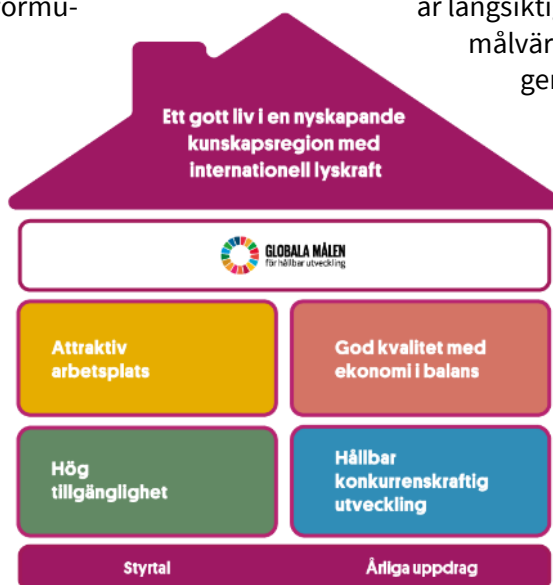 ormu-
är långsikti
målvär
ger
Ett gott liv i en nyskapande
kunskapsregion med
internationell lyskraft
GLOBALA MÅLEN
för hållbar utveckling
Attraktiv
arbetsplats
God kvalitet med
ekonomi i balans
Hög
tillgänglighet
Hållbar
konkurrenskraftig
utveckling
Styrtal
Årliga uppdrag